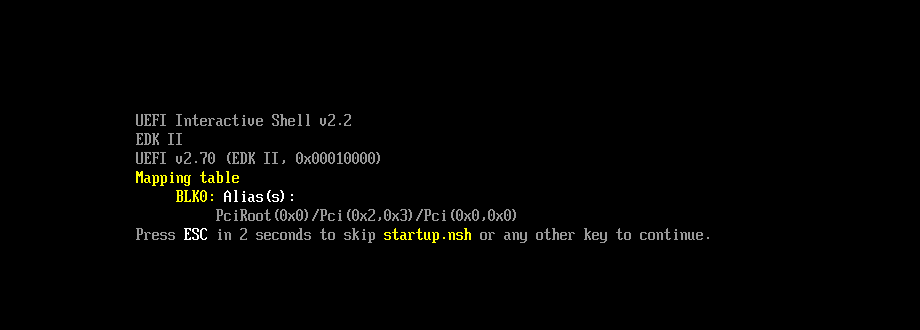 UEFI Interactive Shell v2.2
EDK II
UEFI v2.70 (EDK II, 0x00010000)
Mapping table
BLK0: Alias(s):
PciRoot(0x0)/Pci(0x2,0x3)/Pci(0x0,0x0)
Press ESC in 2 seconds to skip startup.nsh or any other key to continue.